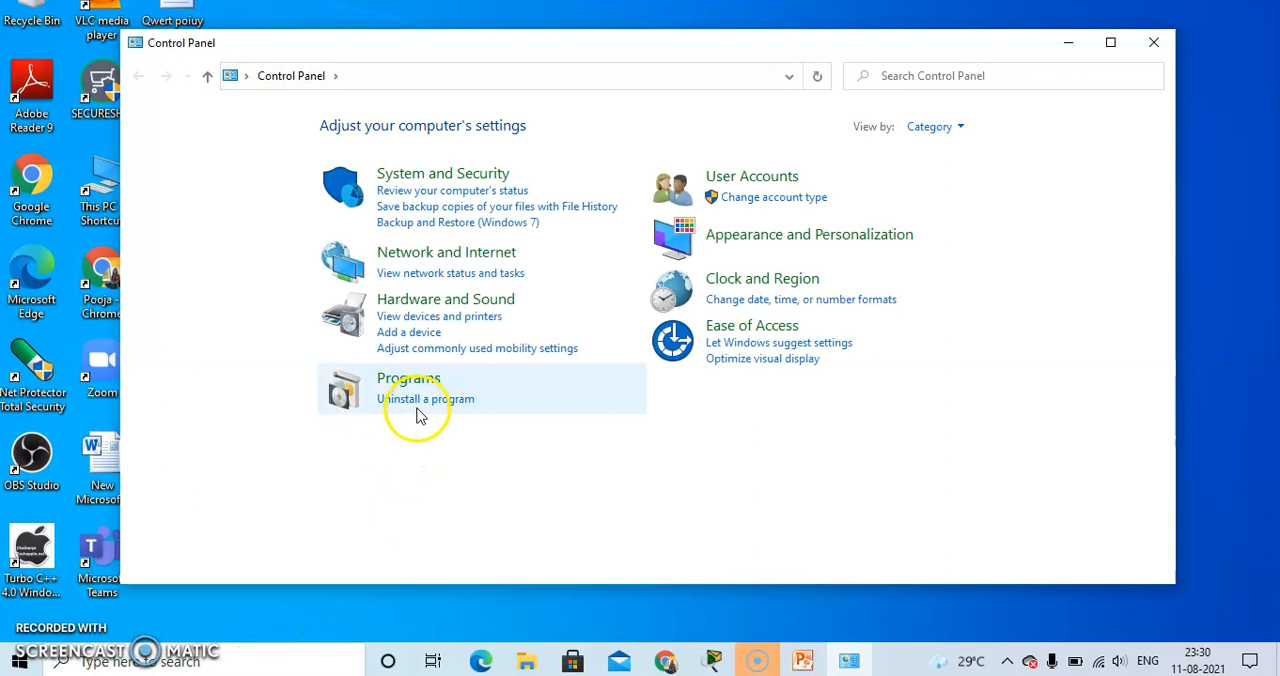 Recycle Bin
VLC media player
Qwert poiuy
Control Panel
Control Panel
Search Control Panel
Adjust your computer's settings
View by: Category
System and Security
Review your computer's status
Save backup copies of your files with File History
Backup and Restore (Windows 7)
Network and Internet
View network status and tasks
Hardware and Sound
View devices and printers
Add a device
Adjust commonly used mobility settings
Programs
Uninstall a program
User Accounts
Change account type
Appearance and Personalization
Clock and Region
Change date, time, or number formats
Ease of Access
Let Windows suggest settings
Optimize visual display
Adobe
Reader 9
SECURESH
Google
Chrome
This PC
Shortcut
Microsoft
Edge
Pooja -
Chrome
Net Protector
Total Security
Zoom
OBS Studio
New
Microsof
Turbo C++
4.0 Windo...
Microsof
Teams
RECORDED WITH
SCREENCAST MATIC
Type here to search
29°C
ENG
23:30
11-08-2021